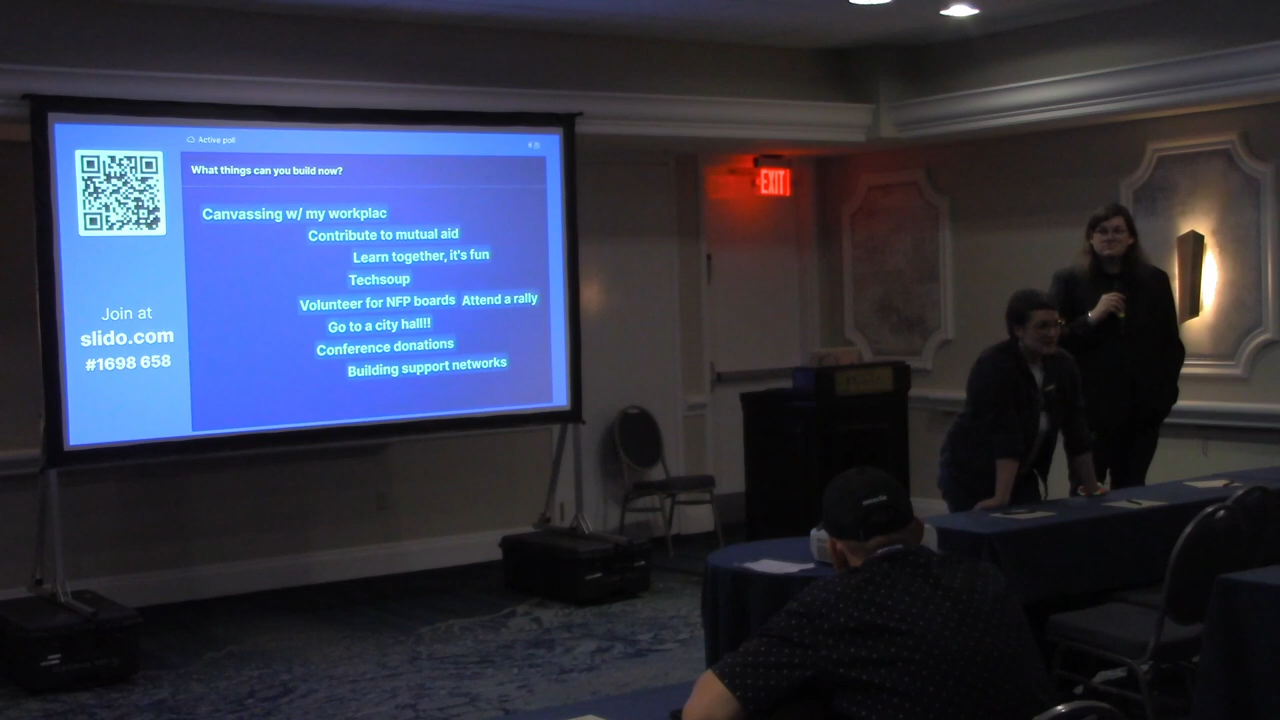 Active poll
What things can you build now?
Canvassing w/ my workplac
Contribute to mutual aid
Learn together, it's fun
Techsoup
Volunteer for NFP boards Attend a rally
Go to a city hall!!
Conference donations
Building support networks
Join at
slido.com
#1698 658
EXIT